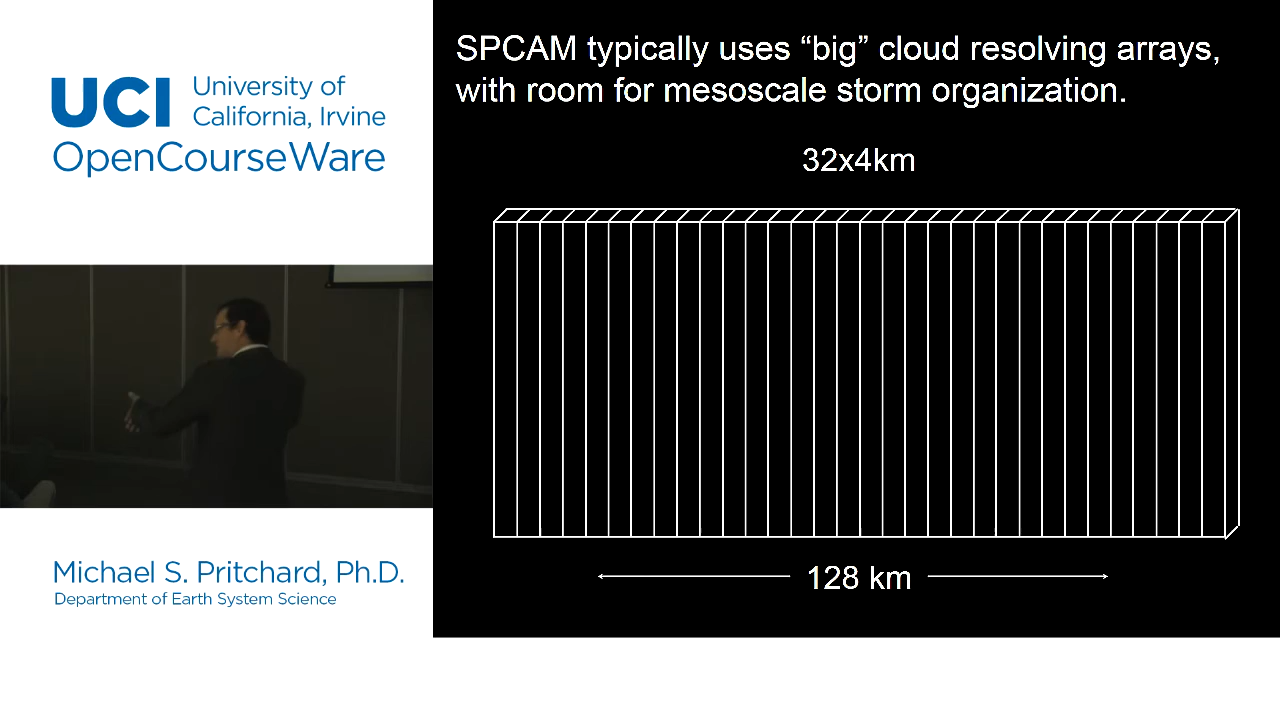 UCI University of
California, Irvine
OpenCourseWare
Michael S. Pritchard, Ph.D.
Department of Earth System Science
SPCAM typically uses “big” cloud resolving arrays,
with room for mesoscale storm organization.
32x4km
128 km